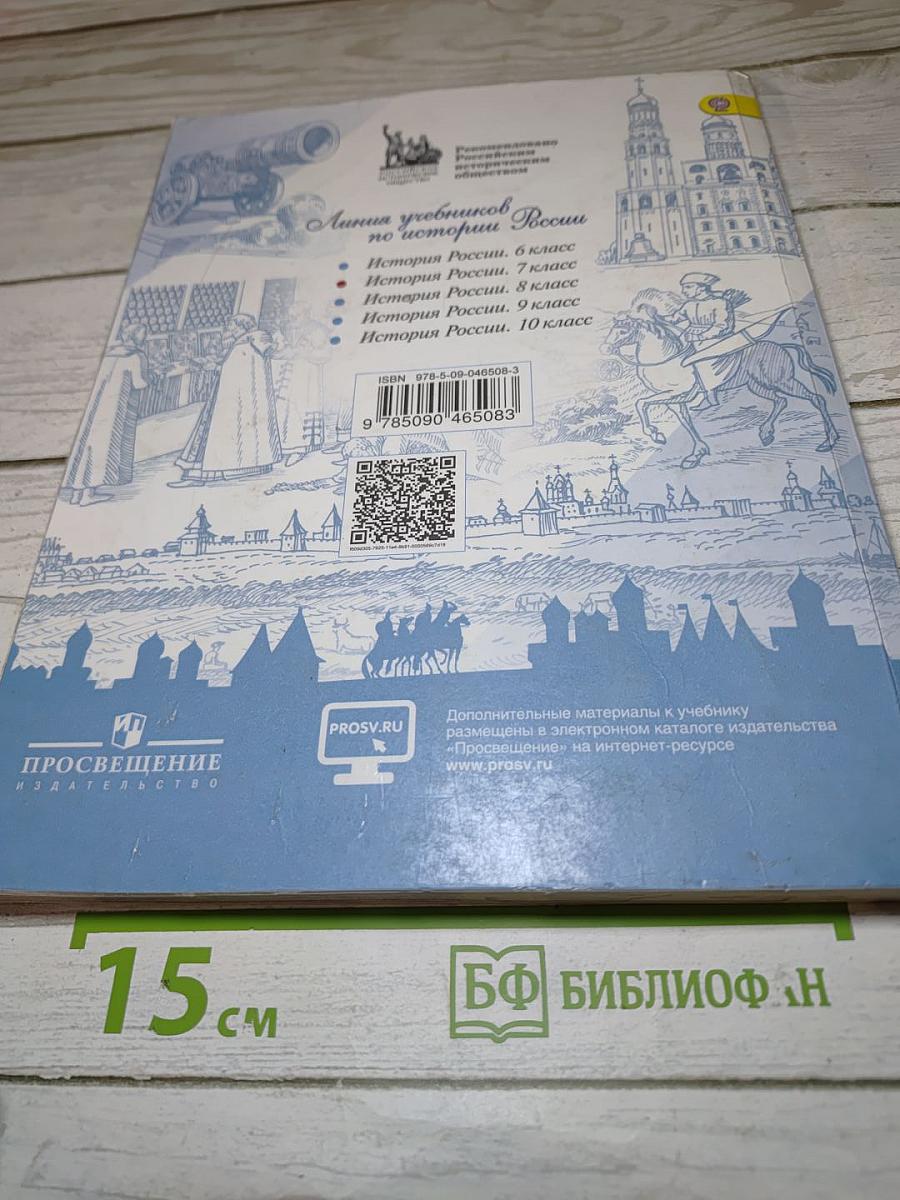 Рекомендовано
Российским
историческим
обществом
Линия учебников
по истории России
История России. 6 класс
История России. 7 класс
История России. 8 класс
История России. 9 класс
История России. 10 класс
ISBN 978-5-09-046508-3
9 785090 465083
ПРОСВЕЩЕНИЕ
ИЗДАТЕЛЬСТВО
PROSV.RU
Дополнительные материалы к учебнику
размещены в электронном каталоге издательства
«Просвещение» на интернет-ресурсе
www.prosv.ru
15 см
БФ